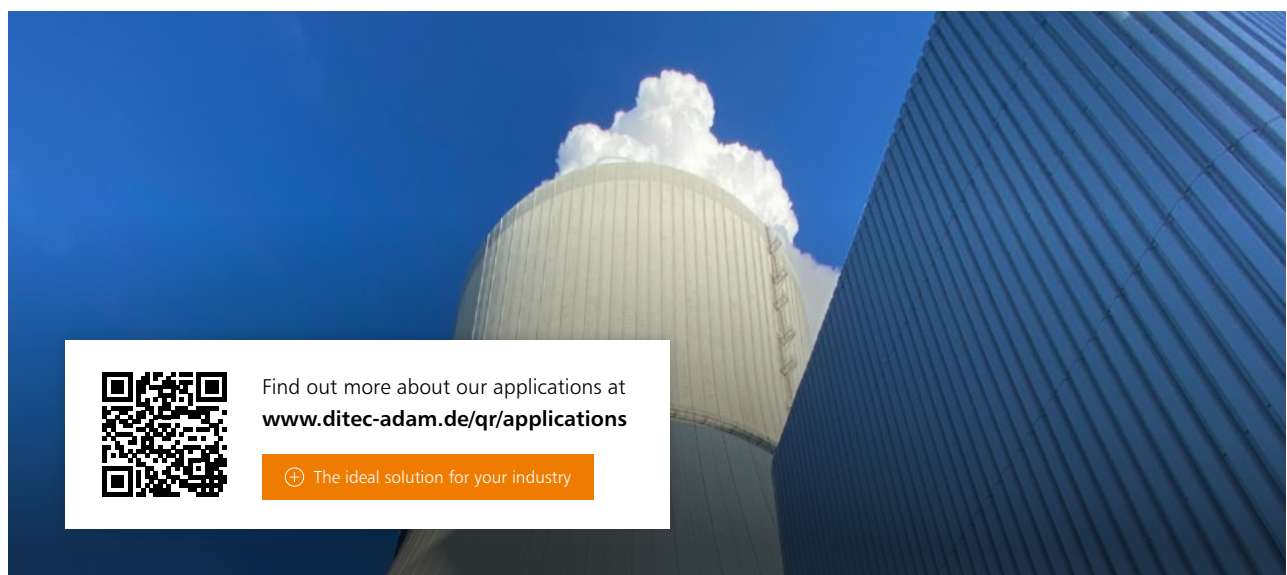 Find out more about our applications at
www.ditec-adam.de/qr/applications
The ideal solution for your industry